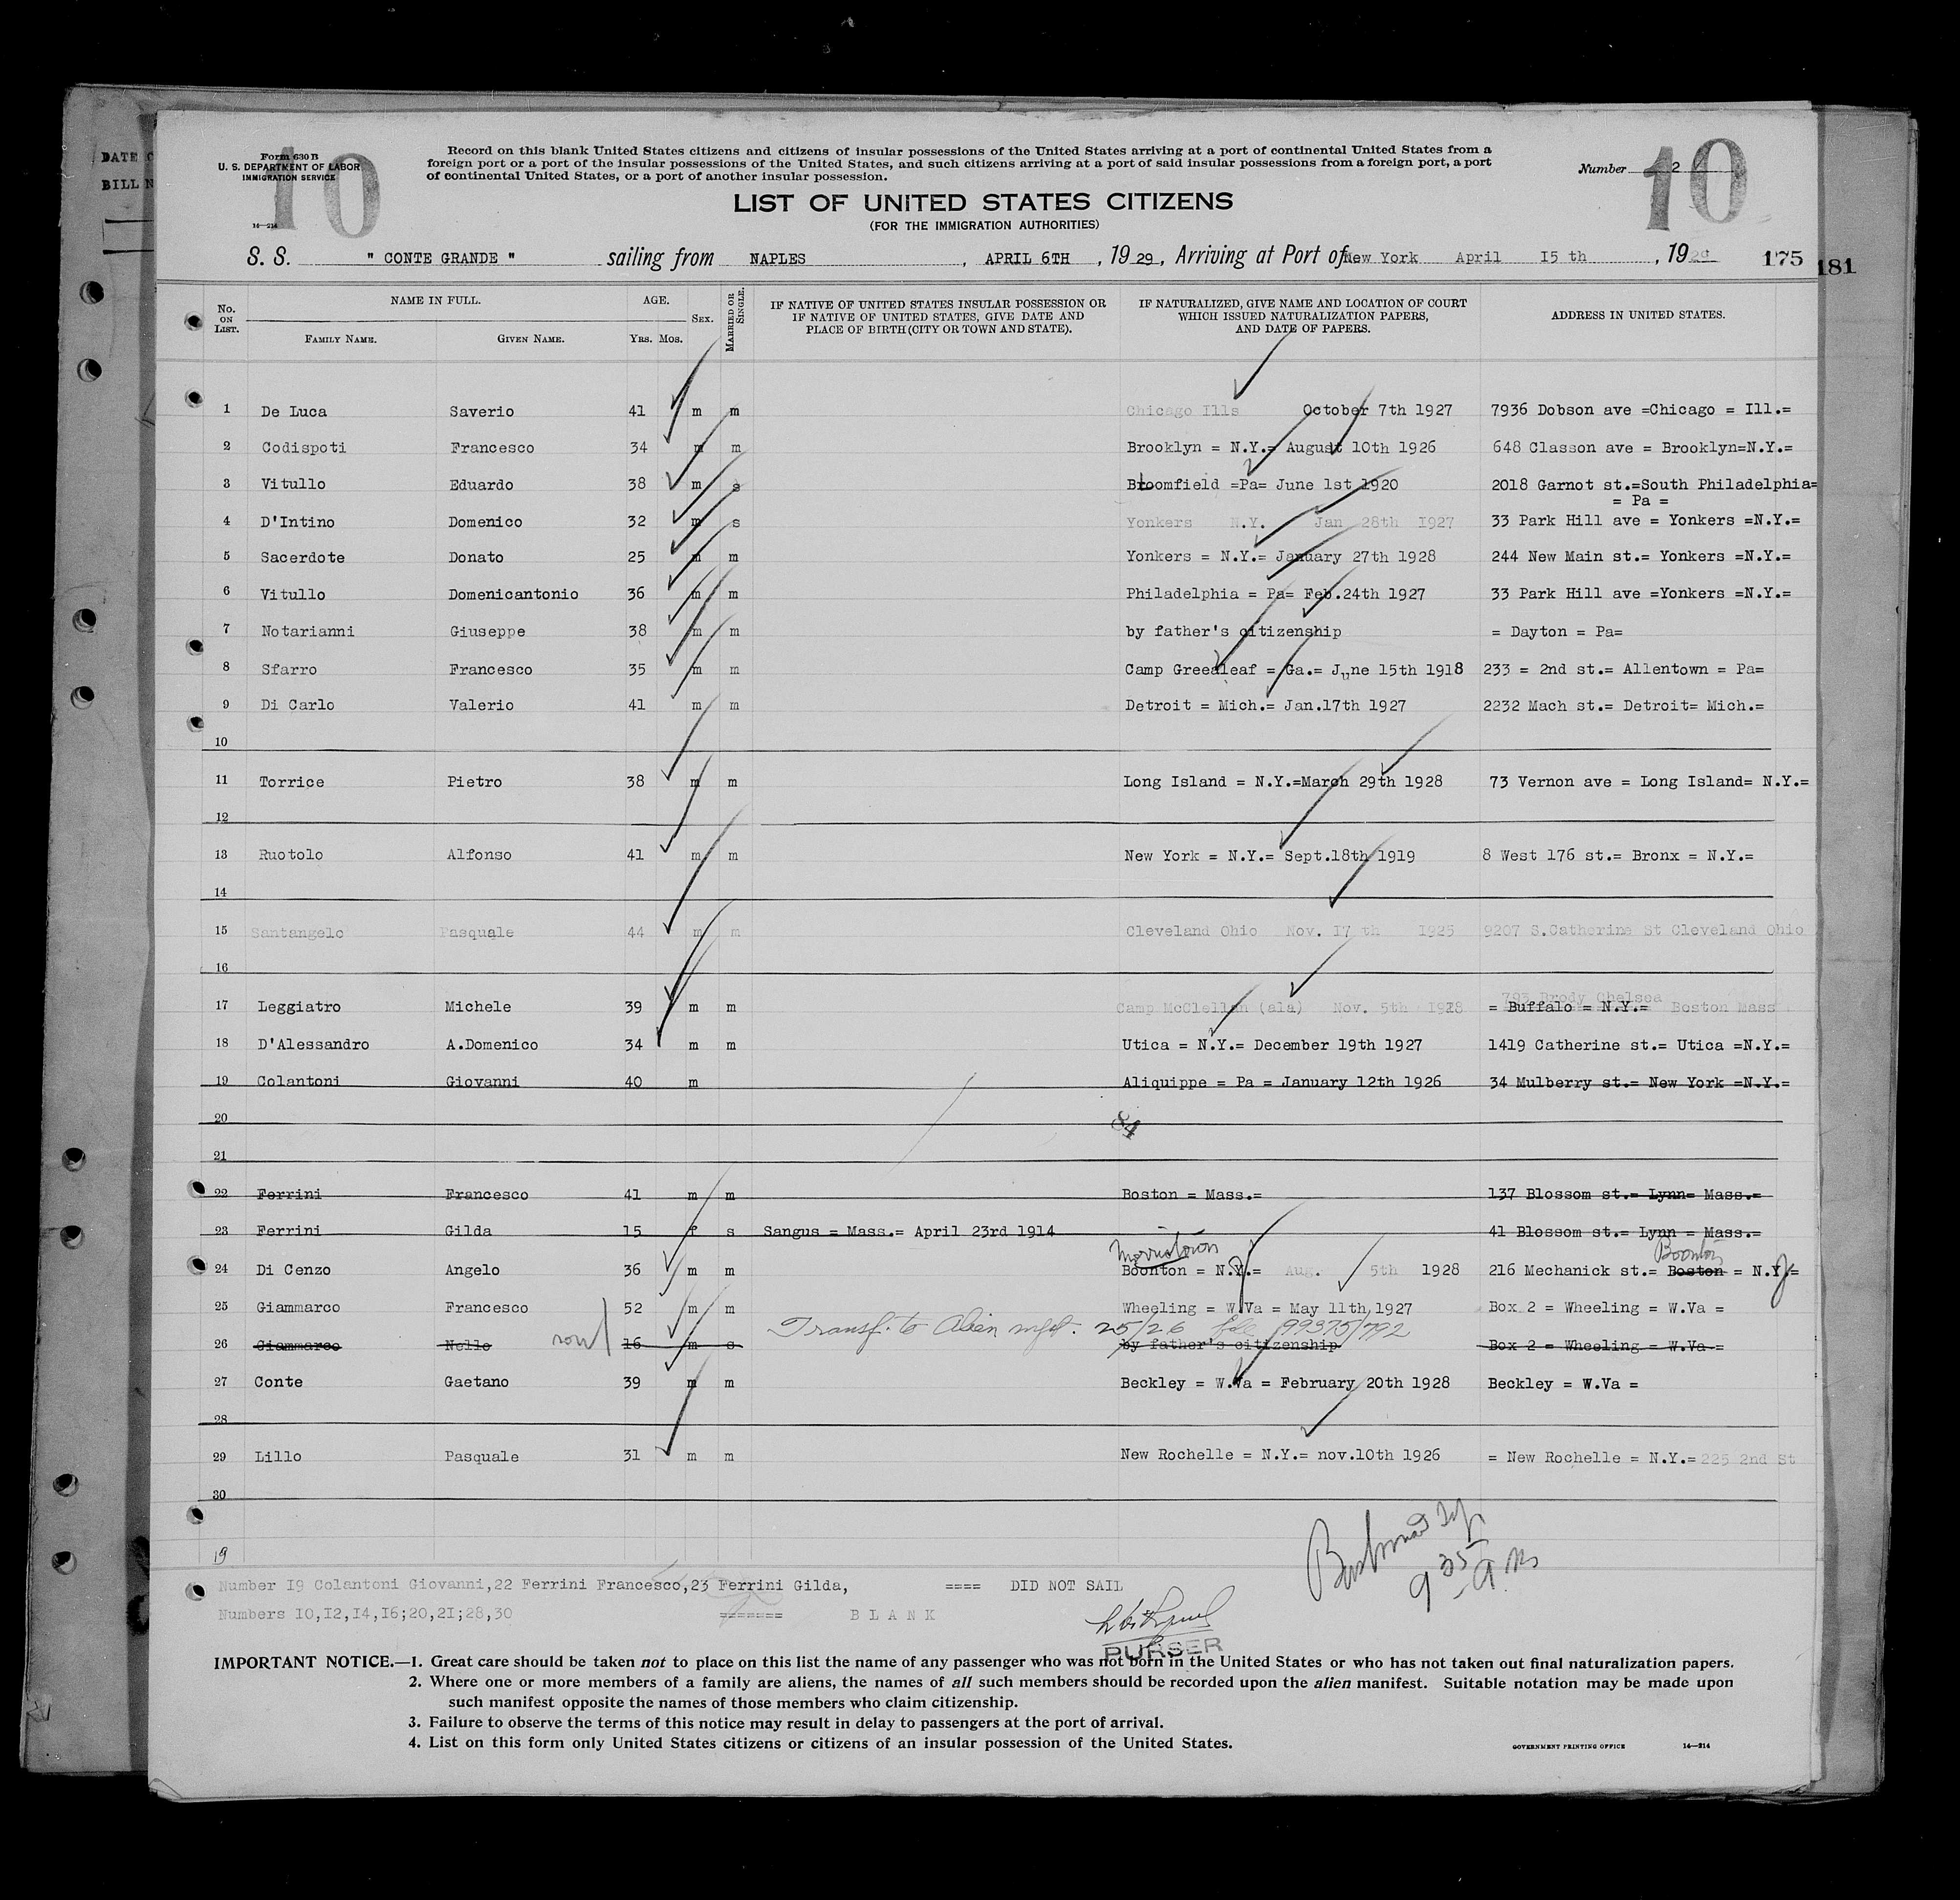 DATE
BILL N
Form 630 B
U. S. DEPARTMENT OF LABOR
IMMIGRATION SERVICE
14—214
10
Record on this blank United States citizens and citizens of insular possessions of the United States arriving at a port of continental United States from a
foreign port or a port of the insular possessions of the United States, and such citizens arriving at a port of said insular possessions from a foreign port, a port
of continental United States, or a port of another insular possession.
Number 2
10
LIST OF UNITED STATES CITIZENS
(FOR THE IMMIGRATION AUTHORITIES)
S. S. " CONTE GRANDE " sailing from NAPLES , APRIL 6TH , 19 29 , Arriving at Port of New York April I5 th , 19 29 175 181
No. ON LIST. NAME IN FULL. FAMILY NAME. GIVEN NAME. AGE. YRS. MOS. SEX. MARRIED OR SINGLE. IF NATIVE OF UNITED STATES INSULAR POSSESSION OR IF NATIVE OF UNITED STATES, GIVE DATE AND PLACE OF BIRTH (CITY OR TOWN AND STATE). IF NATURALIZED, GIVE NAME AND LOCATION OF COURT WHICH ISSUED NATURALIZATION PAPERS, AND DATE OF PAPERS. ADDRESS IN UNITED STATES.
1 De Luca Saverio 41 m m Chicago Ills October 7th 1927 7936 Dobson ave =Chicago = Ill.=
2 Codispoti Francesco 34 m m Brooklyn = N.Y.= August 10th 1926 648 Classon ave = Brooklyn=N.Y.=
3 Vitullo Eduardo 38 m s Bloomfield =Pa= June 1st 1920 2018 Garnot st.=South Philadelphia=
= Pa =
4 D'Intino Domenico 32 m s Yonkers N.Y. Jan 28th I927 33 Park Hill ave = Yonkers =N.Y.=
5 Sacerdote Donato 25 m m Yonkers = N.Y.= January 27th 1928 244 New Main st.= Yonkers =N.Y.=
6 Vitullo Domenicantonio 36 m m Philadelphia = Pa= Feb.24th 1927 33 Park Hill ave =Yonkers =N.Y.=
7 Notarianni Giuseppe 38 m m by father's citizenship = Dayton = Pa=
8 Sfarro Francesco 35 m m Camp Greenleaf = Ga.= June 15th 1918 233 = 2nd st.= Allentown = Pa=
9 Di Carlo Valerio 41 m m Detroit = Mich.= Jan.17th 1927 2232 Mach st.= Detroit= Mich.=
10
11 Torrice Pietro 38 m m Long Island = N.Y.=March 29th 1928 73 Vernon ave = Long Island= N.Y.=
12
13 Ruotolo Alfonso 41 m m New York = N.Y.= Sept.18th 1919 8 West 176 st.= Bronx = N.Y.=
14
15 Santangelo Pasquale 44 m m Cleveland Ohio Nov. I7 th I925 9207 S.Catherine St Cleveland Ohio
16
793 Brody Chelsea
17 Leggiatro Michele 39 m m Camp McClellan (ala) Nov. 5th I918 = Buffalo = N.Y.= Boston Mass
18 D'Alessandro A.Domenico 34 m m Utica = N.Y.= December 19th 1927 1419 Catherine st.= Utica =N.Y.=
19 Colantoni Giovanni 40 m Aliquippe = Pa = January 12th 1926 34 Mulberry st.= New York =N.Y.=
20 84
21
22 Ferrini Francesco 41 m m Boston = Mass.= 137 Blossom st.= Lynn= Mass.=
23 Ferrini Gilda 15 f s Sangus = Mass.= April 23rd 1914 41 Blossom st.= Lynn = Mass.=
Morristown Boonton
24 Di Cenzo Angelo 36 m m Boonton = N.Y.= Aug. 5th 1928 216 Mechanick st.= Boston = N.Y.=
25 Giammarco Francesco 52 m m Wheeling = W.Va = May 11th 1927 Box 2 = Wheeling = W.Va =
Transf. to Alien mfst. 25/26 99375/792
26 Giammarco Nello 16 m s by father's citizenship Box 2 = Wheeling = W.Va =
27 Conte Gaetano 39 m m Beckley = W.Va = February 20th 1928 Beckley = W.Va =
28
29 Lillo Pasquale 31 m m New Rochelle = N.Y.= nov.10th 1926 = New Rochelle = N.Y.= 225 2nd St
30
19
9 35 A.M.
Number I9 Colantoni Giovanni,22 Ferrini Francesco,23 Ferrini Gilda, ==== DID NOT SAIL
Numbers I0,I2,I4,I6;20,2I;28,30 ======= B L A N K
PURSER
IMPORTANT NOTICE.—1. Great care should be taken not to place on this list the name of any passenger who was not born in the United States or who has not taken out final naturalization papers.
2. Where one or more members of a family are aliens, the names of all such members should be recorded upon the alien manifest. Suitable notation may be made upon
such manifest opposite the names of those members who claim citizenship.
3. Failure to observe the terms of this notice may result in delay to passengers at the port of arrival.
4. List on this form only United States citizens or citizens of an insular possession of the United States.
GOVERNMENT PRINTING OFFICE 14—214